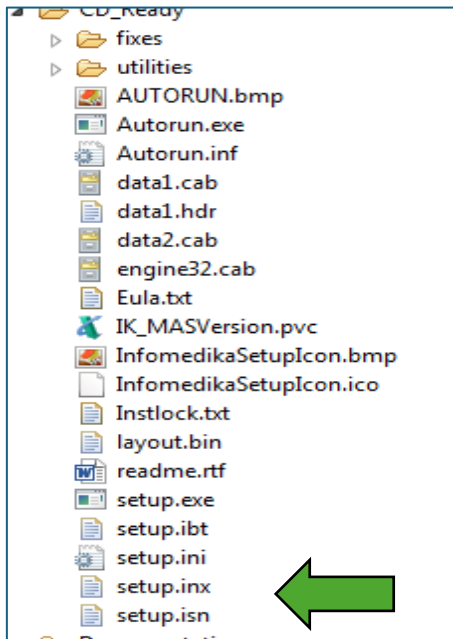 CD_Ready
fixes
utilities
AUTORUN.bmp
Autorun.exe
Autorun.inf
data1.cab
data1.hdr
data2.cab
engine32.cab
Eula.txt
IK_MASVersion.pvc
InfomedikaSetupIcon.bmp
InfomedikaSetupIcon.ico
Instlock.txt
layout.bin
readme.rtf
setup.exe
setup.ibt
setup.ini
setup.inx
setup.isn